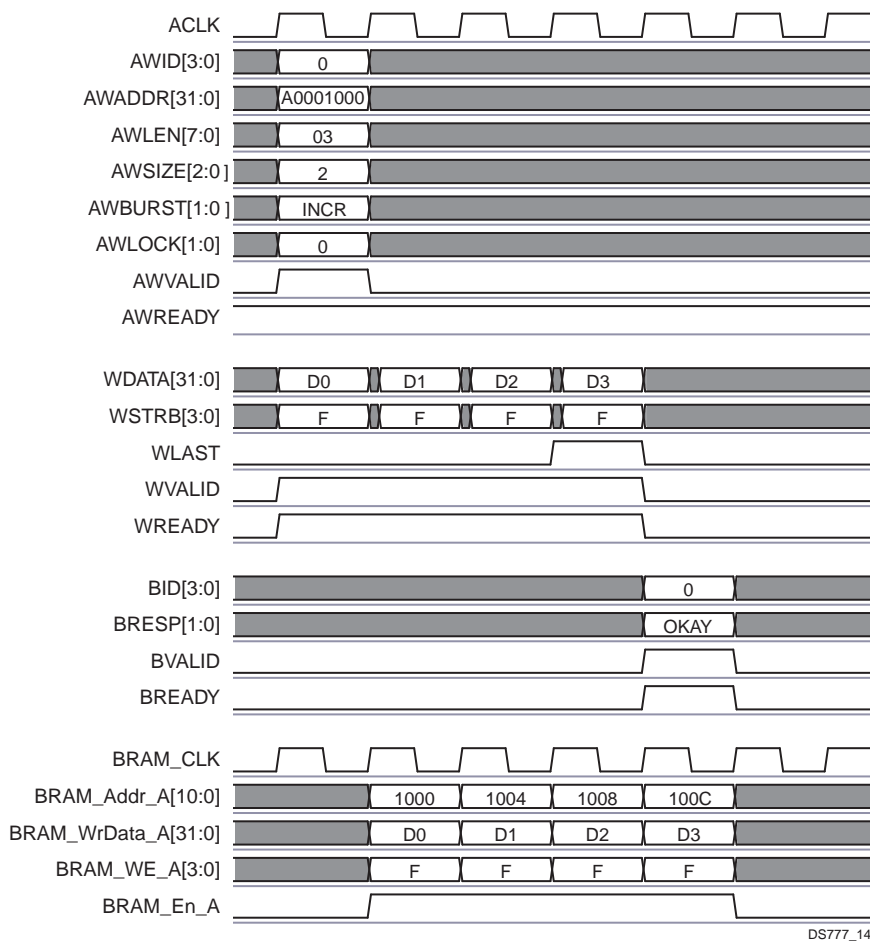 ACLK
AWID[3:0] 0
AWADDR[31:0] A0001000
AWLEN[7:0] 03
AWSIZE[2:0 ] 2
AWBURST[1:0 ] INCR
AWLOCK[1:0] 0
AWVALID
AWREADY
WDATA[31:0] D0 D1 D2 D3
WSTRB[3:0] F F F F
WLAST
WVALID
WREADY
BID[3:0] 0
BRESP[1:0] OKAY
BVALID
BREADY
BRAM_CLK
BRAM_Addr_A[10:0] 1000 1004 1008 100C
BRAM_WrData_A[31:0] D0 D1 D2 D3
BRAM_WE_A[3:0] F F F F
BRAM_En_A
DS777_14